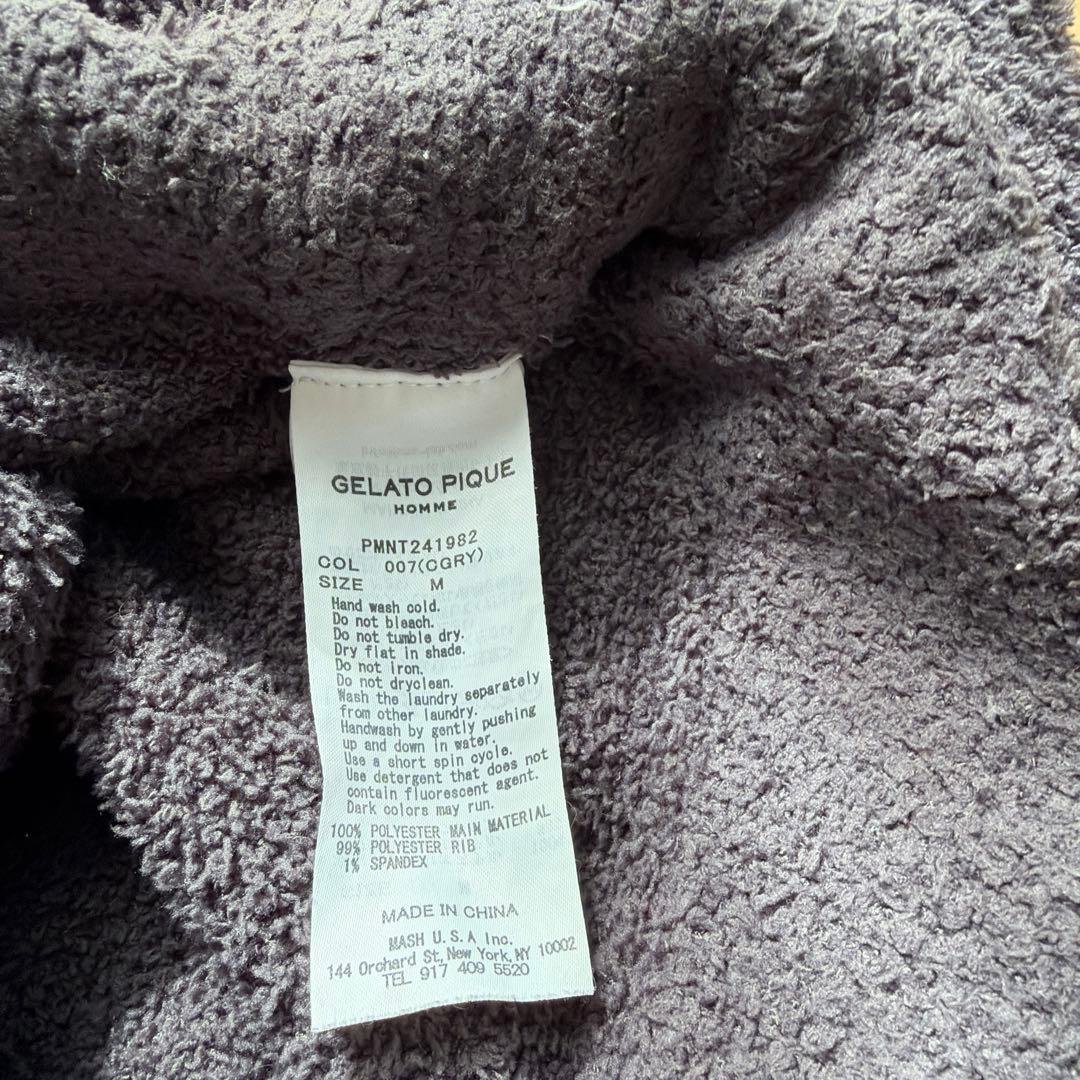 GELATO PIQUE
HOMME
PMNT241982
COL 007(CGRY)
SIZE M
Hand wash cold.
Do not bleach.
Do not tumble dry.
Dry flat in shade.
Do not iron.
Do not dryclean.
Wash the laundry separately
from other laundry.
Handwash by gently pushing
up and down in water.
Use a short spin cycle.
Use detergent that does not
contain fluorescent agent.
Dark colors may run.
100% POLYESTER MAIN MATERIAL
99% POLYESTER RIB
1% SPANDEX
MADE IN CHINA
MASH U.S.A Inc.
144 Orchard St, New York, NY 10002
TEL 917 409 5520